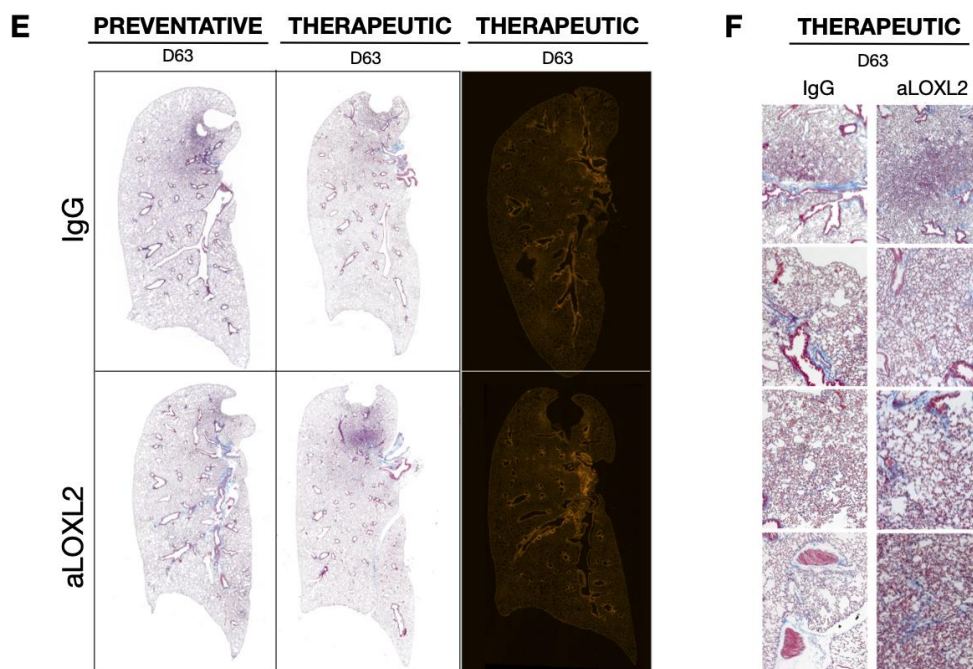 E
PREVENTATIVE THERAPEUTIC THERAPEUTIC
D63 D63 D63
IgG
aLOXL2
F
THERAPEUTIC
D63
IgG aLOXL2